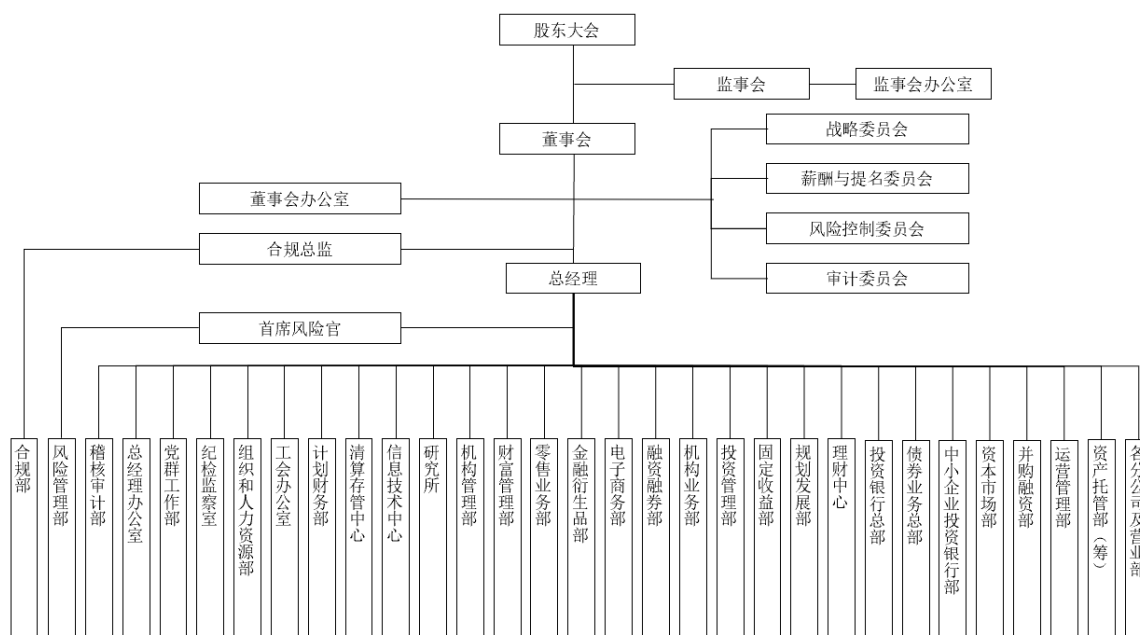 股东大会
监事会
监事会办公室
董事会
战略委员会
薪酬与提名委员会
董事会办公室
风险控制委员会
合规总监
总经理
审计委员会
首席风险官
合规部
风险管理部
稽核审计部
总经理办公室
党群工作部
纪检监察室
组织和人力资源部
工会办公室
计划财务部
清算存管中心
信息技术中心
研究所
机构管理部
财富管理部
零售业务部
金融衍生品部
电子商务部
融资融券部
机构业务部
投资管理部
固定收益部
规划发展部
理财中心
投资银行总部
债券业务总部
中小企业投资银行部
资本市场部
并购融资部
运营管理部
资产托管部（筹）
各分公司及营业部